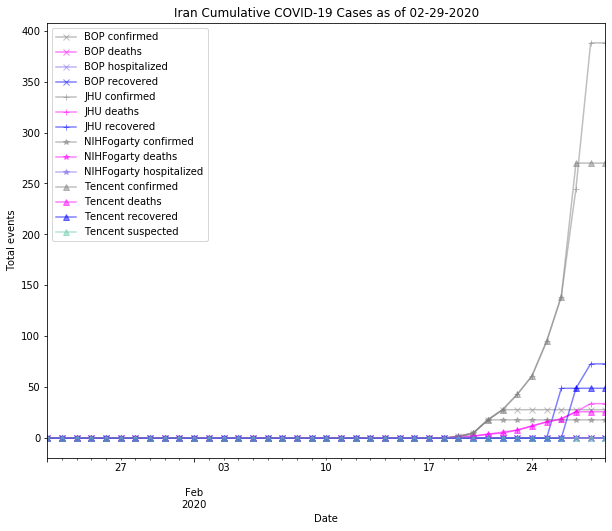 Iran Cumulative COVID-19 Cases as of 02-29-2020
BOP confirmed
BOP deaths
BOP hospitalized
BOP recovered
JHU confirmed
JHU deaths
JHU recovered
NIHFogarty confirmed
NIHFogarty deaths
NIHFogarty hospitalized
Tencent confirmed
Tencent deaths
Tencent recovered
Tencent suspected
Total events
400
350
300
250
200
150
100
50
0
27
03
10
17
24
Feb
2020
Date